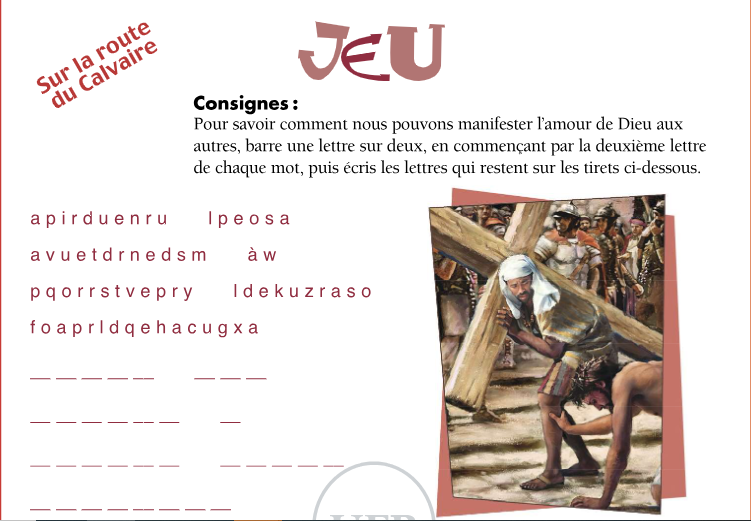 Sur la route
du Calvaire
JEU
Consignes :
Pour savoir comment nous pouvons manifester l'amour de Dieu aux
autres, barre une lettre sur deux, en commençant par la deuxième lettre
de chaque mot, puis écris les lettres qui restent sur les tirets ci-dessous.
a p i r d u e n r u l p e o s a
a v u e t d r n e d s m à w
p q o r r s t v e p r y l d e k u z r a s o
f o a p r l d q e h a c u g x a